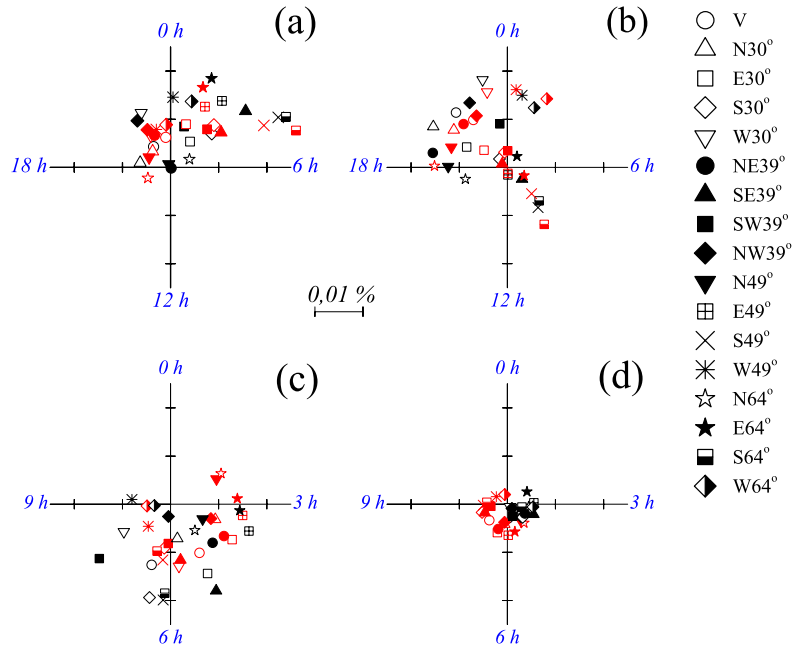 (a)
0 h
18 h
6 h
12 h
(b)
0 h
18 h
6 h
12 h
0,01 %
(c)
0 h
9 h
3 h
6 h
(d)
0 h
9 h
3 h
6 h
V
N30°
E30°
S30°
W30°
NE39°
SE39°
SW39°
NW39°
N49°
E49°
S49°
W49°
N64°
E64°
S64°
W64°